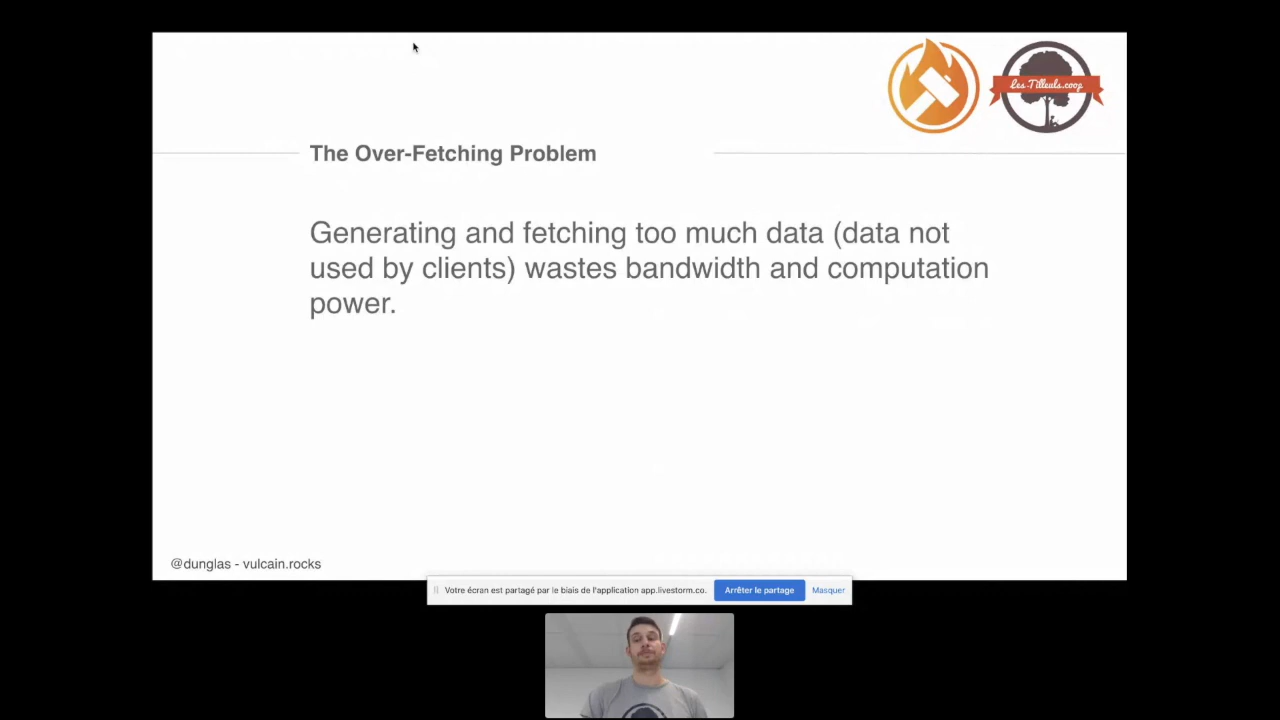 Les-Tilleuls.coop
The Over-Fetching Problem
Generating and fetching too much data (data not
used by clients) wastes bandwidth and computation
power.
@dunglas - vulcain.rocks
Votre écran est partagé par le biais de l'application app.livestorm.co. Arrêter le partage Masquer